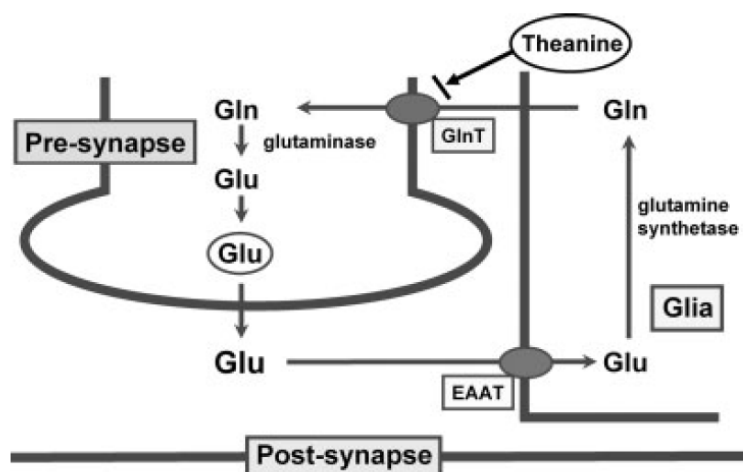 Theanine
Gln
Gln
GlnT
Pre-synapse
glutaminase
Glu
glutamine
synthetase
Glu
Glia
Glu
Glu
EAAT
Post-synapse